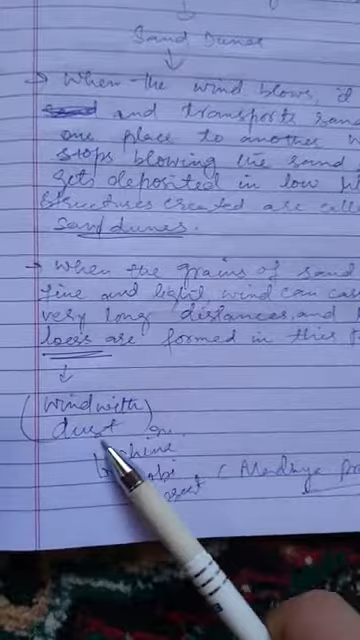 Sand Dunes
→ When the wind blows, it
and transports sand
one place to another
stops blowing the sand
gets deposited in low
structures created are
sand dunes.
→ When the grains of sand
fine and light wind can
very long distances, and
loess are formed in this
(wind with
dust)
in
China
(